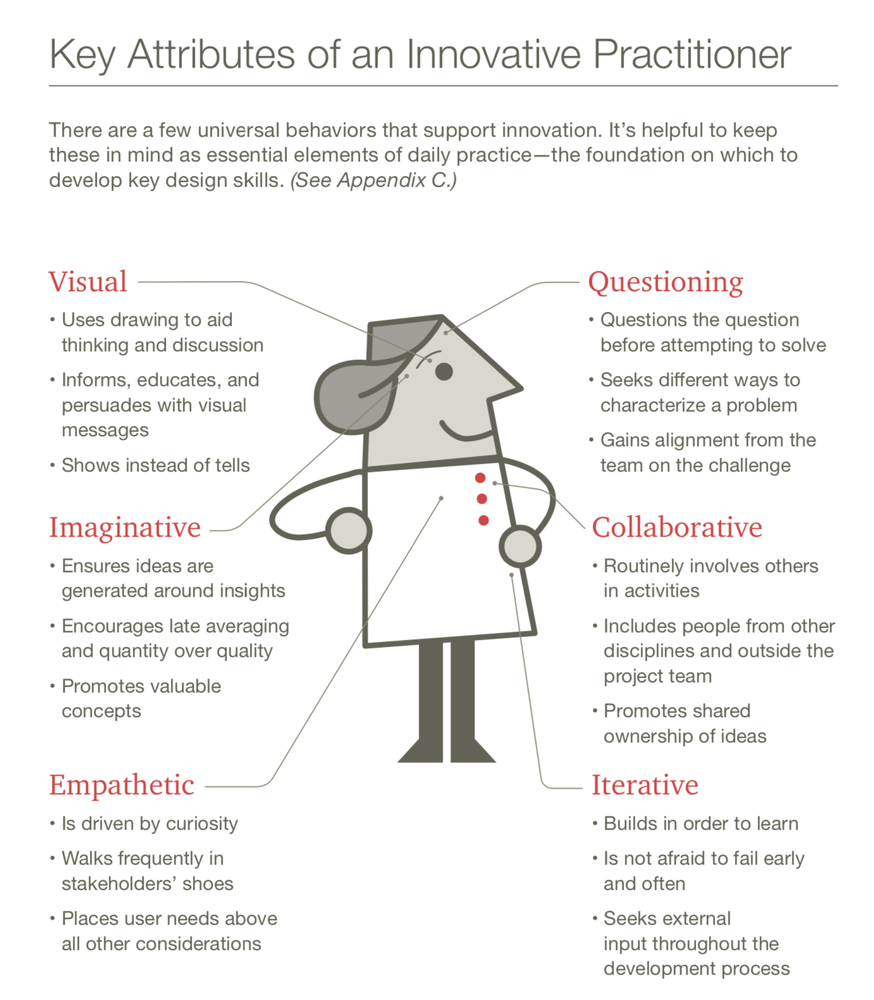 Key Attributes of an Innovative Practitioner
There are a few universal behaviors that support innovation. It’s helpful to keep
these in mind as essential elements of daily practice—the foundation on which to
develop key design skills. (See Appendix C.)
Visual
• Uses drawing to aid
thinking and discussion
• Informs, educates, and
persuades with visual
messages
• Shows instead of tells
Imaginative
• Ensures ideas are
generated around insights
• Encourages late averaging
and quantity over quality
• Promotes valuable
concepts
Empathetic
• Is driven by curiosity
• Walks frequently in
stakeholders’ shoes
• Places user needs above
all other considerations
Questioning
• Questions the question
before attempting to solve
• Seeks different ways to
characterize a problem
• Gains alignment from the
team on the challenge
Collaborative
• Routinely involves others
in activities
• Includes people from other
disciplines and outside the
project team
• Promotes shared
ownership of ideas
Iterative
• Builds in order to learn
• Is not afraid to fail early
and often
• Seeks external
input throughout the
development process